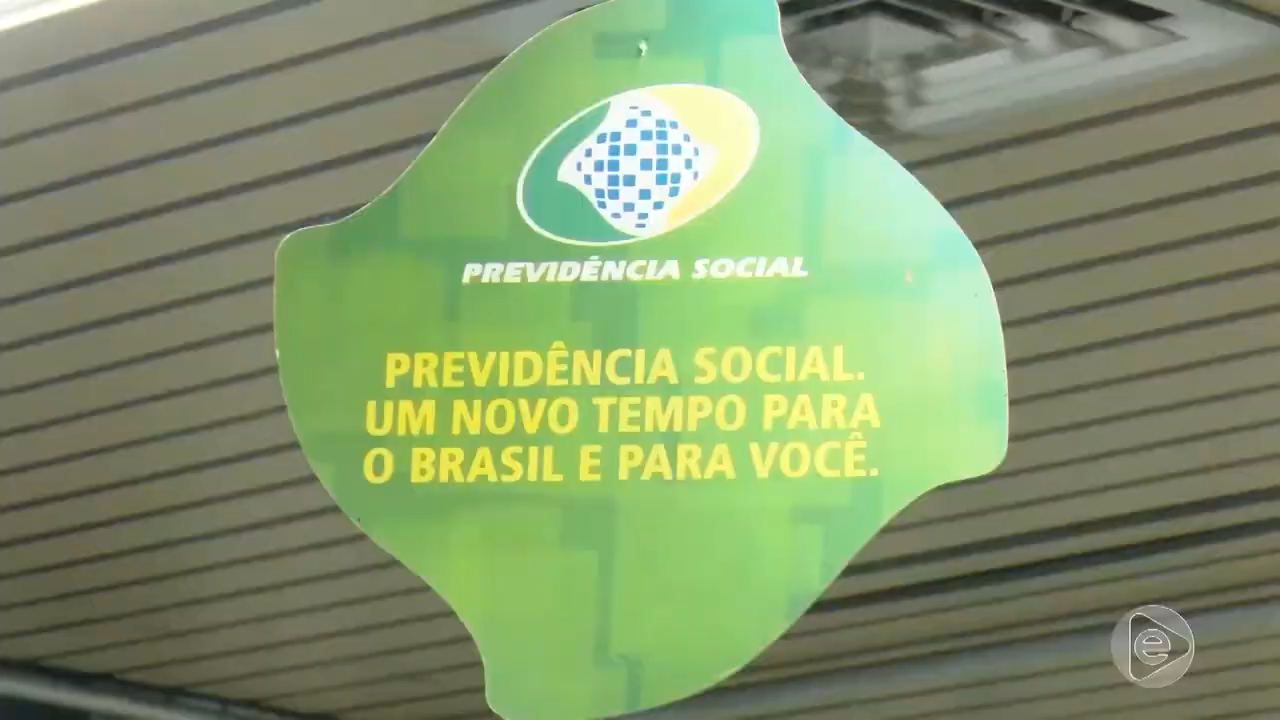 PREVIDÊNCIA SOCIAL
PREVIDÊNCIA SOCIAL.
UM NOVO TEMPO PARA
O BRASIL E PARA VOCÊ.
e